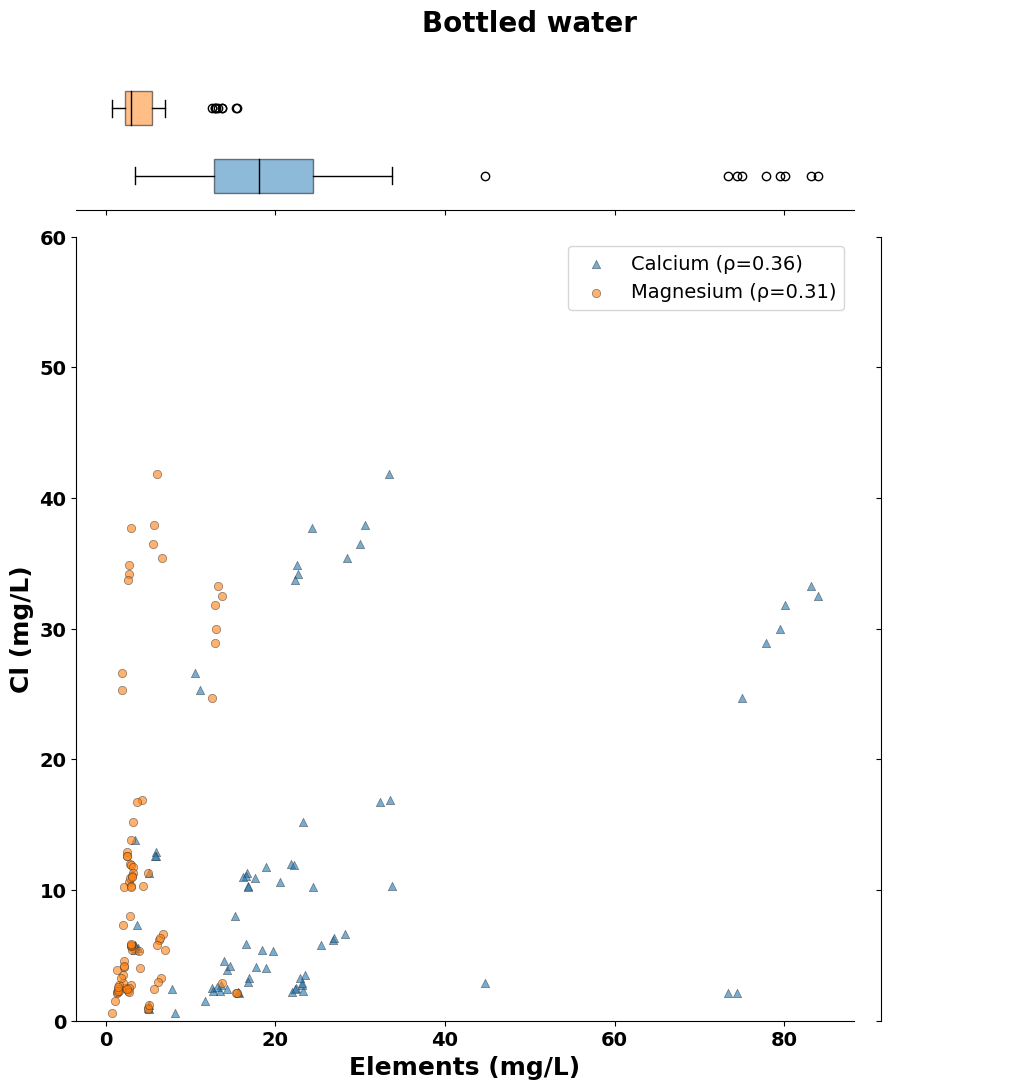 Bottled water
60
50
40
30
20
10
0
Cl (mg/L)
Calcium (ρ=0.36)
Magnesium (ρ=0.31)
0 20 40 60 80
Elements (mg/L)